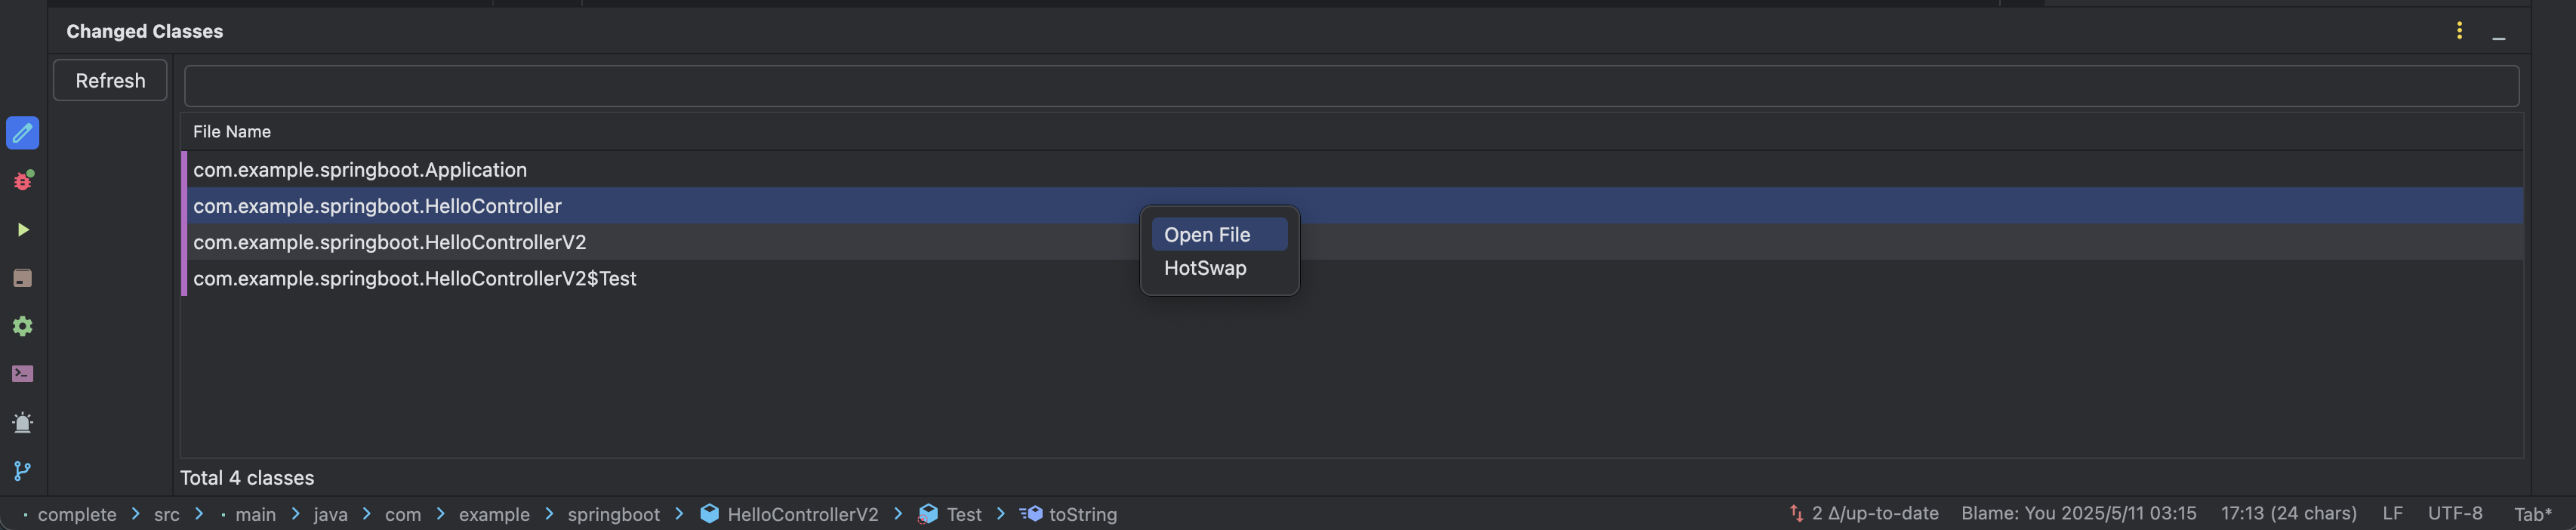 Changed Classes
Refresh
File Name
com.example.springboot.Application
com.example.springboot.HelloController
com.example.springboot.HelloControllerV2
com.example.springboot.HelloControllerV2$Test
Open File
HotSwap
Total 4 classes
complete > src > main > java > com > example > springboot > HelloControllerV2 > Test > toString
2 Δ/up-to-date Blame: You 2025/5/11 03:15 17:13 (24 chars) LF UTF-8 Tab*